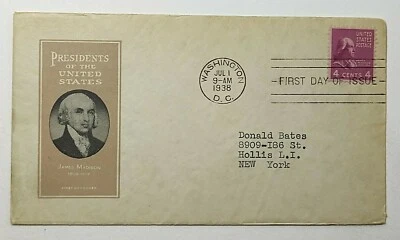 PRESIDENTS
OF THE
UNITED
STATES
JAMES MADISON
WASHINGTON
JUL 1
9-AM
1938
D.C.
FIRST DAY OF ISSUE
UNITED
STATES
POSTAGE
4 CENTS 4
Donald Bates
8909-186 St.
Hollis L.I.
NEW York